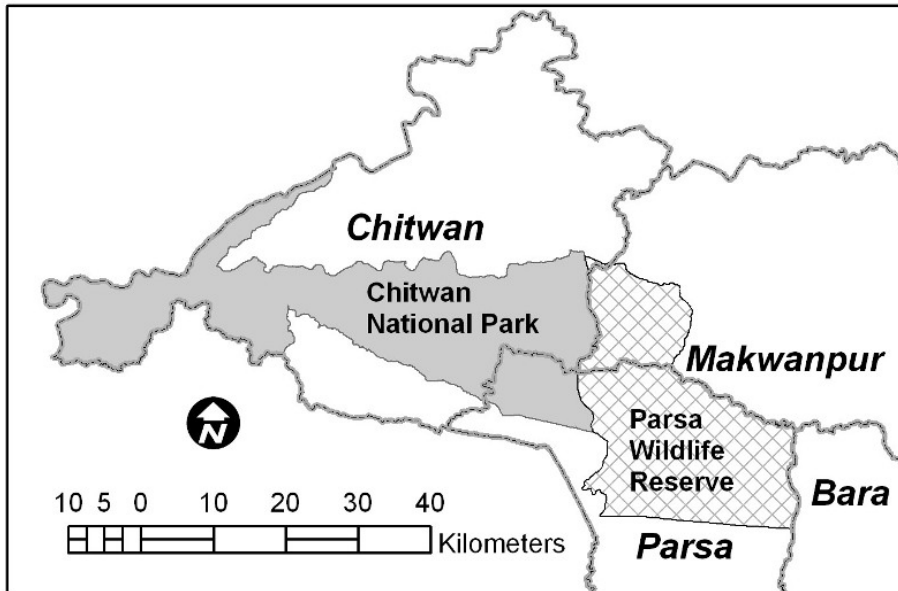 Chitwan
Chitwan
National Park
Makwanpur
N
Parsa
Wildlife
Reserve
Bara
10 5 0 10 20 30 40
Kilometers
Parsa